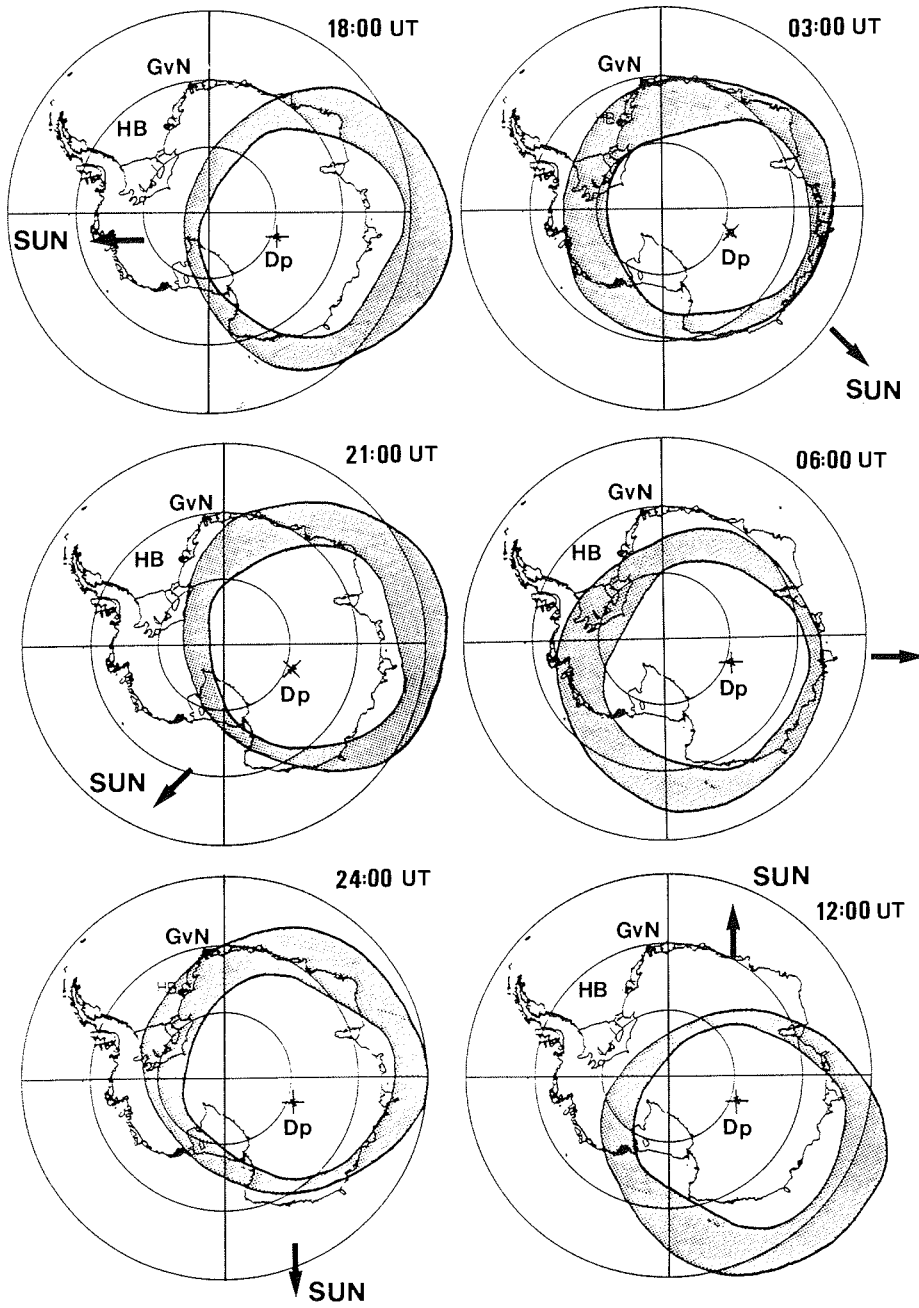 18:00 UT
GvN
HB
SUN
Dp
03:00 UT
GvN
HB
Dp
SUN
21:00 UT
GvN
HB
Dp
SUN
06:00 UT
GvN
HB
Dp
24:00 UT
GvN
HB
Dp
SUN
SUN
12:00 UT
GvN
HB
Dp